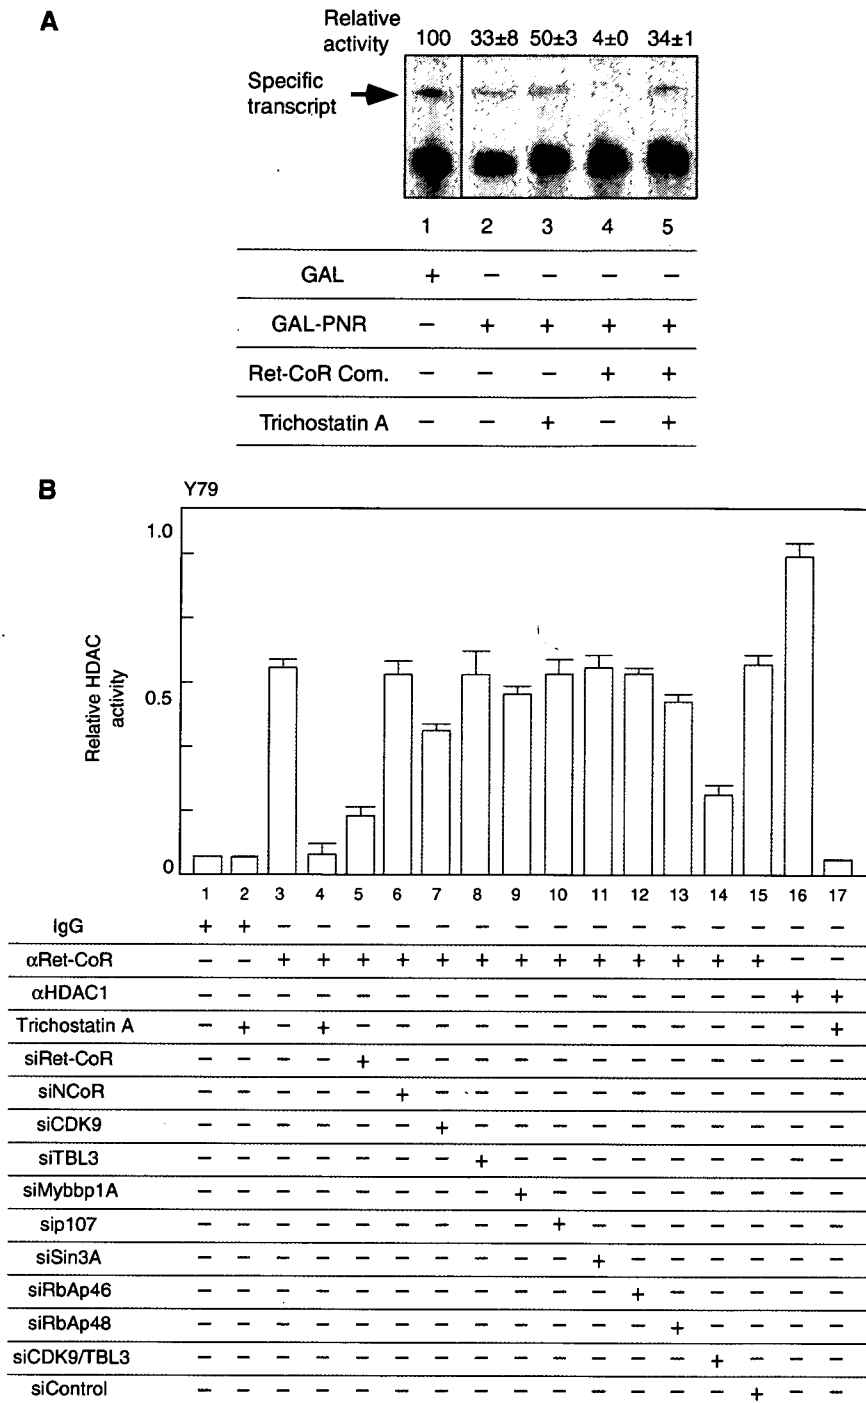 A
Relative activity 100 33±8 50±3 4±0 34±1
Specific transcript
1 2 3 4 5
GAL + − − − −
GAL-PNR − + + + +
Ret-CoR Com. − − − + +
Trichostatin A − − + − +
B
Y79
Relative HDAC activity
1.0
0.5
0
1 2 3 4 5 6 7 8 9 10 11 12 13 14 15 16 17
IgG + + − − − − − − − − − − − − − − −
αRet-CoR − − + + + + + + + + + + + + + − −
αHDAC1 − − − − − − − − − − − − − − − + +
Trichostatin A − + − + − − − − − − − − − − − − +
siRet-CoR − − − − + − − − − − − − − − − − −
siNCoR − − − − − + − − − − − − − − − − −
siCDK9 − − − − − − + − − − − − − − − − −
siTBL3 − − − − − − − + − − − − − − − − −
siMybbp1A − − − − − − − − + − − − − − − − −
sip107 − − − − − − − − − + − − − − − − −
siSin3A − − − − − − − − − − + − − − − − −
siRbAp46 − − − − − − − − − − − + − − − − −
siRbAp48 − − − − − − − − − − − − + − − − −
siCDK9/TBL3 − − − − − − − − − − − − − + − − −
siControl − − − − − − − − − − − − − − + − −